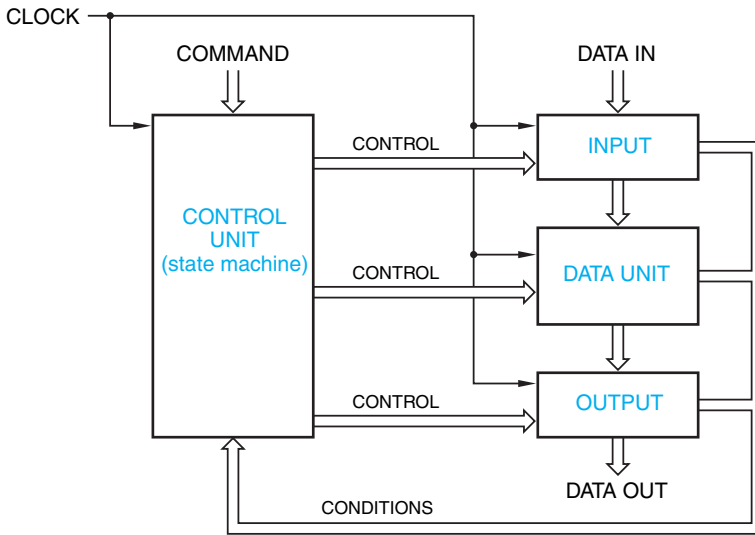 CLOCK
COMMAND
DATA IN
CONTROL
INPUT
CONTROL
UNIT
(state machine)
CONTROL
DATA UNIT
CONTROL
OUTPUT
DATA OUT
CONDITIONS